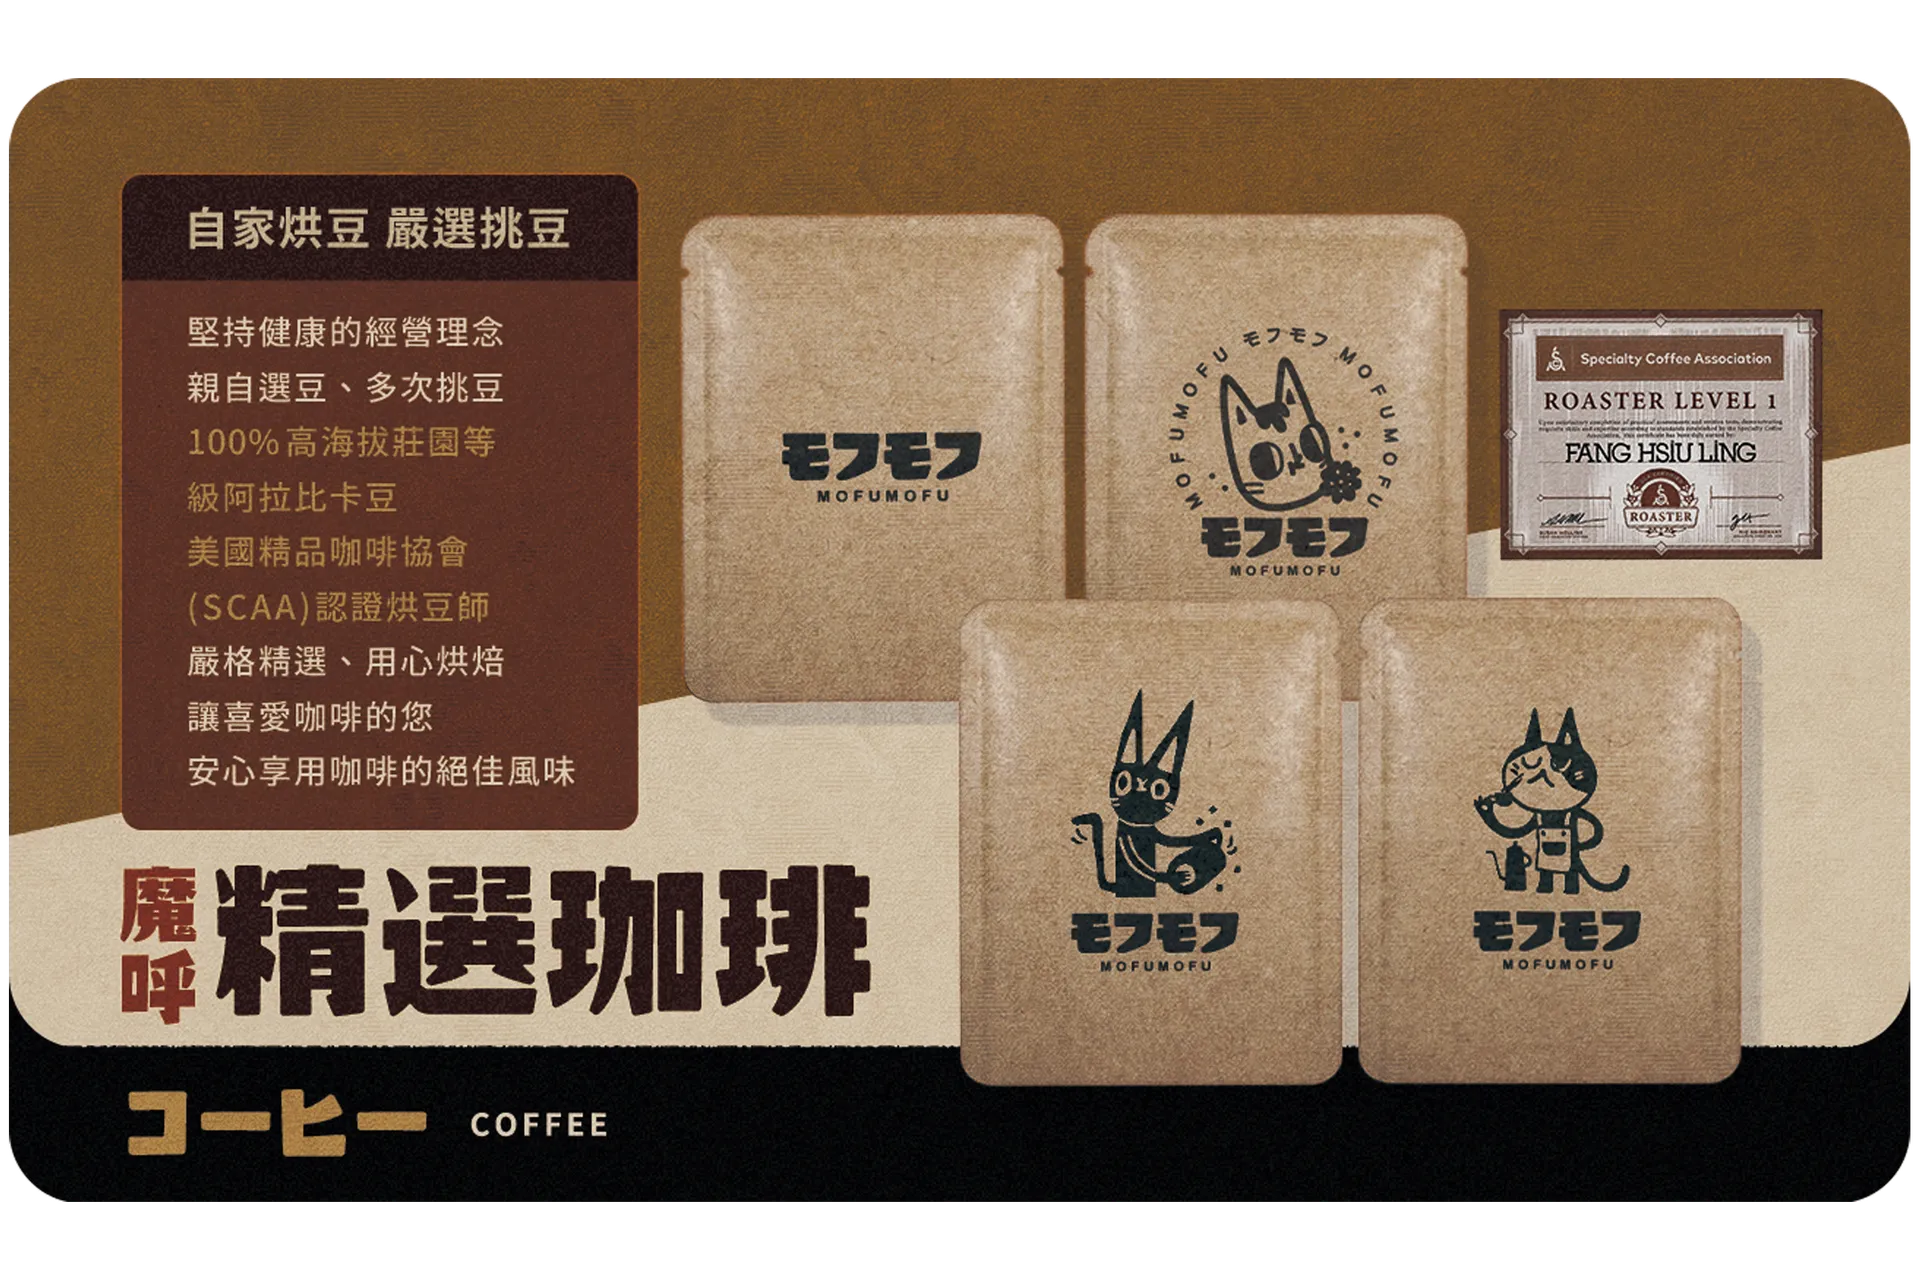 自家烘豆 嚴選挑豆
堅持健康的經營理念
親自選豆、多次挑豆
100%高海拔莊園等
級阿拉比卡豆
美國精品咖啡協會
(SCAA)認證烘豆師
嚴格精選、用心烘焙
讓喜愛咖啡的您
安心享用咖啡的絕佳風味
モフモフ
MOFUMOFU
MOFUMOFU モフモフ MOFUMOFU
モフモフ
MOFUMOFU
Specialty Coffee Association
ROASTER LEVEL 1
FANG HSIU LING
ROASTER
モフモフ
MOFUMOFU
モフモフ
MOFUMOFU
魔呼
精選珈琲
コーヒー COFFEE